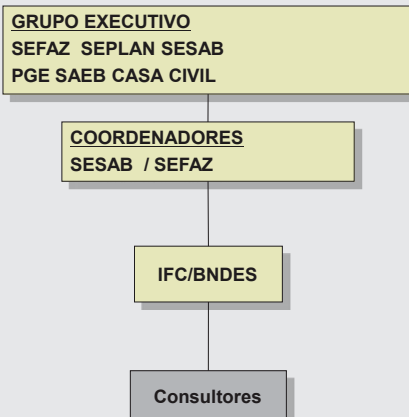 GRUPO EXECUTIVO
SEFAZ SEPLAN SESAB
PGE SAEB CASA CIVIL
COORDENADORES
SESAB / SEFAZ
IFC/BNDES
Consultores